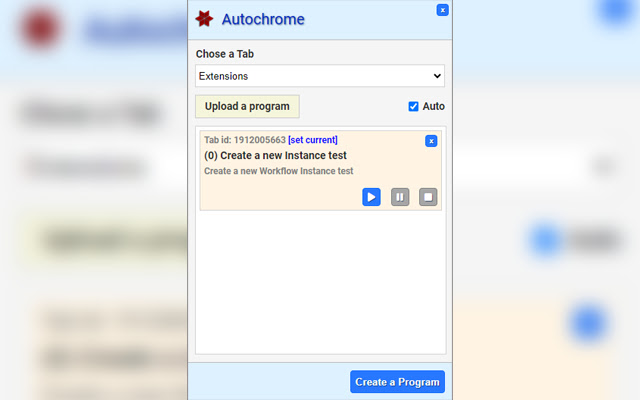 Autochrome
x
Chose a Tab
Extensions
Upload a program
Auto
Tab id: 1912005663 [set current]
x
(0) Create a new Instance test
Create a new Workflow Instance test
Create a Program